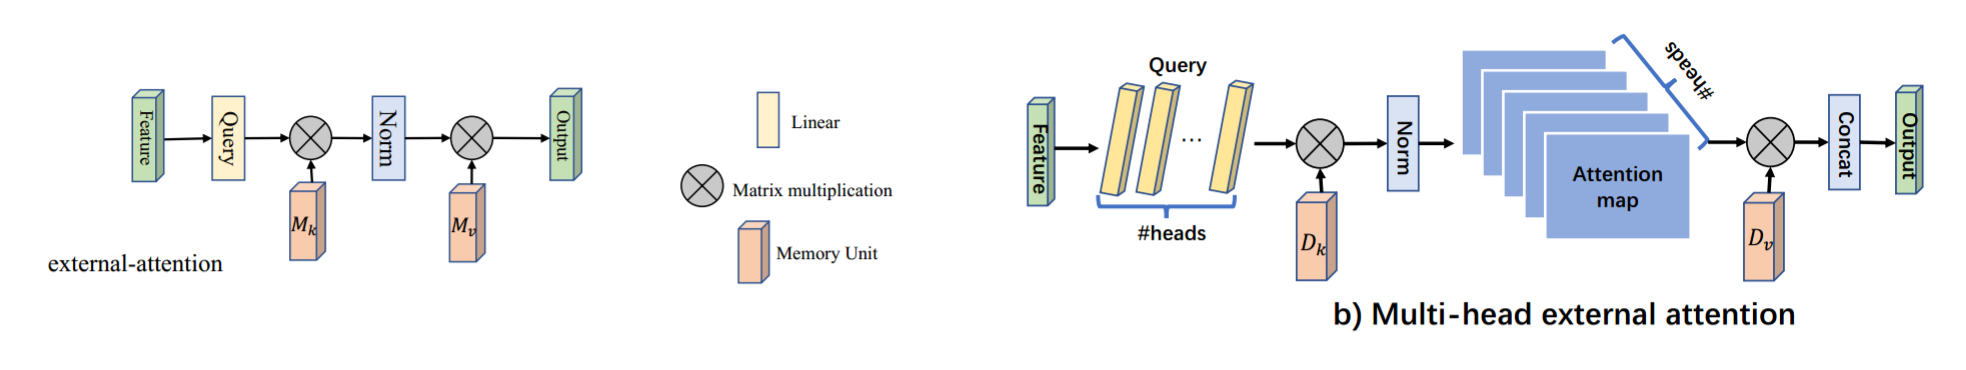 Feature
Query
M_k
Norm
M_v
Output
external-attention
Linear
Matrix multiplication
Memory Unit
Feature
Query
...
#heads
D_k
Norm
Attention
map
#heads
D_v
Concat
Output
b) Multi-head external attention